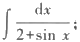 ∫ dx / (2+sin x) ;